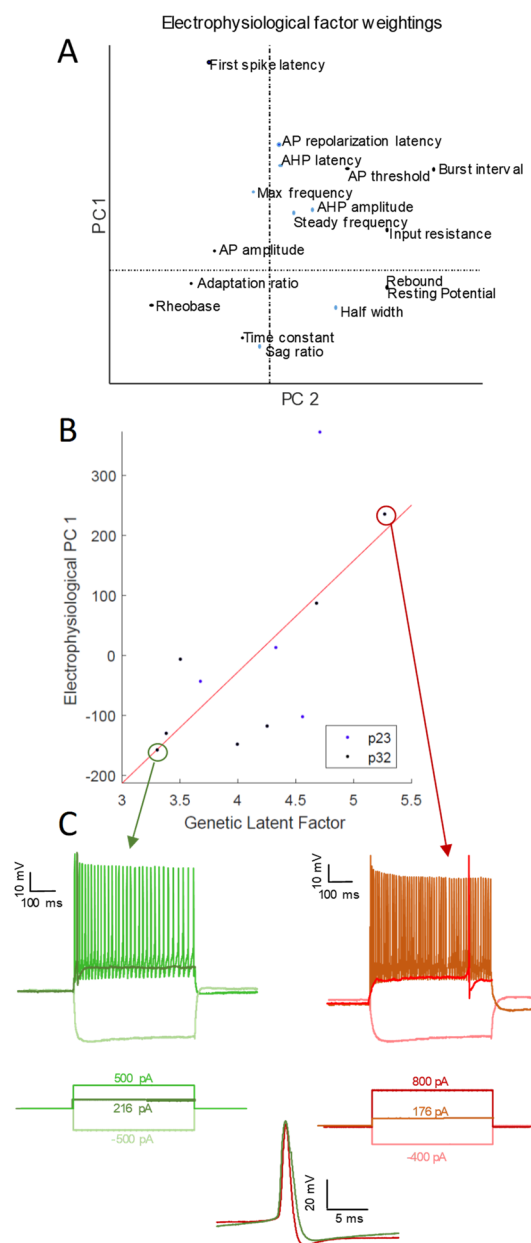 Electrophysiological factor weightings
A
First spike latency
AP repolarization latency
AHP latency
AP threshold
Burst interval
Max frequency
AHP amplitude
Steady frequency
Input resistance
AP amplitude
Adaptation ratio
Rebound
Resting Potential
Rheobase
Half width
Time constant
Sag ratio
PC1
PC 2
B
300
200
100
0
-100
-200
Electrophysiological PC 1
p23
p32
3 3.5 4 4.5 5 5.5
Genetic Latent Factor
C
10 mV
100 ms
10 mV
100 ms
500 pA
216 pA
-500 pA
800 pA
176 pA
-400 pA
20 mV
5 ms